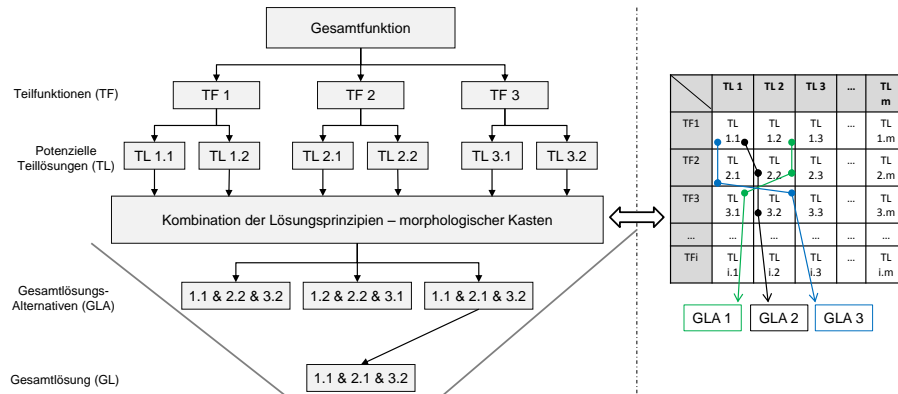 Gesamtfunktion
Teilfunktionen (TF)
TF 1
TF 2
TF 3
Potenzielle
Teillösungen (TL)
TL 1.1
TL 1.2
TL 2.1
TL 2.2
TL 3.1
TL 3.2
Kombination der Lösungsprinzipien – morphologischer Kasten
Gesamtlösungs-
Alternativen (GLA)
1.1 & 2.2 & 3.2
1.2 & 2.2 & 3.1
1.1 & 2.1 & 3.2
Gesamtlösung (GL)
1.1 & 2.1 & 3.2
TL 1 TL 2 TL 3 ... TL
m
TF1 TL TL TL ... TL
1.1 1.2 1.3 1.m
TF2 TL TL TL ... TL
2.1 2.2 2.3 2.m
TF3 TL TL TL ... TL
3.1 3.2 3.3 3.m
... ... ... ... ... ...
TFi TL TL TL ... TL
i.1 i.2 i.3 i.m
GLA 1
GLA 2
GLA 3